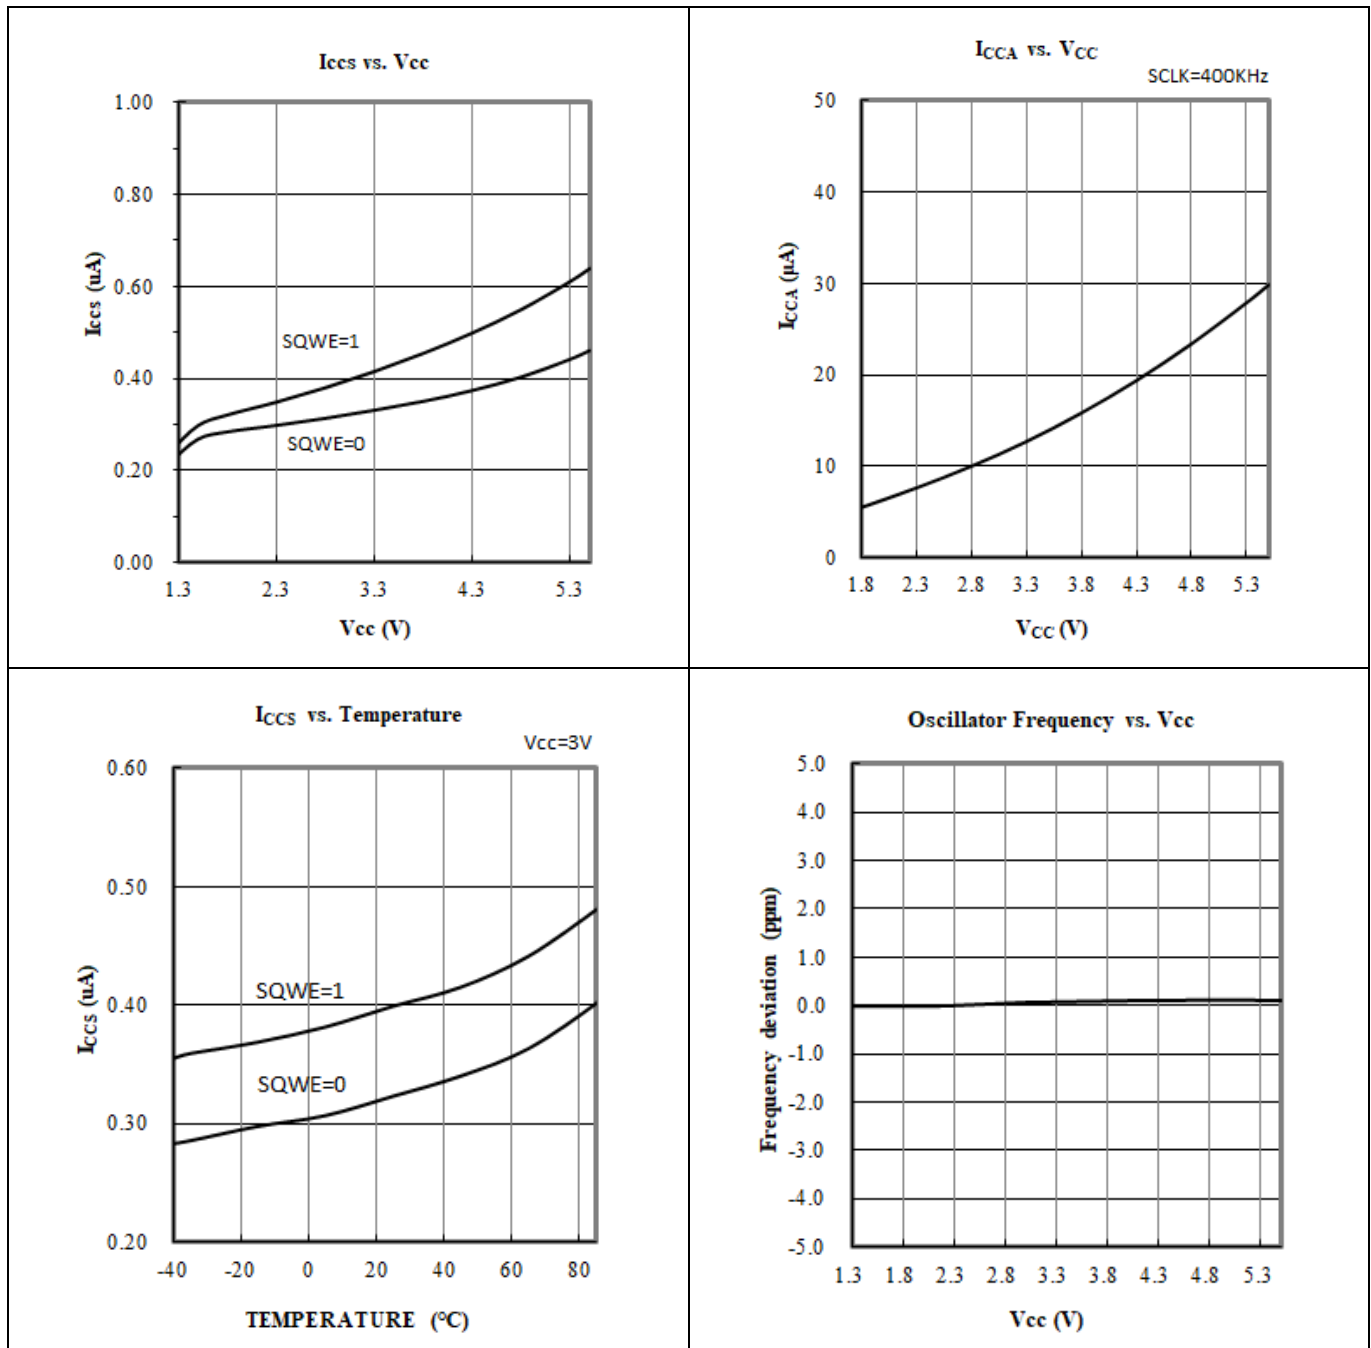 Iccs vs. Vcc
1.00
0.80
0.60
0.40
0.20
0.00
Iccs (uA)
SQWE=1
SQWE=0
1.3 2.3 3.3 4.3 5.3
Vcc (V)
ICCA vs. VCC
SCLK=400KHz
50
40
30
20
10
0
ICCA (µA)
1.8 2.3 2.8 3.3 3.8 4.3 4.8 5.3
VCC (V)
ICCS vs. Temperature
Vcc=3V
0.60
0.50
0.40
0.30
0.20
ICCS (uA)
SQWE=1
SQWE=0
-40 -20 0 20 40 60 80
TEMPERATURE (°C)
Oscillator Frequency vs. Vcc
5.0
4.0
3.0
2.0
1.0
0.0
-1.0
-2.0
-3.0
-4.0
-5.0
Frequency deviation (ppm)
1.3 1.8 2.3 2.8 3.3 3.8 4.3 4.8 5.3
Vcc (V)